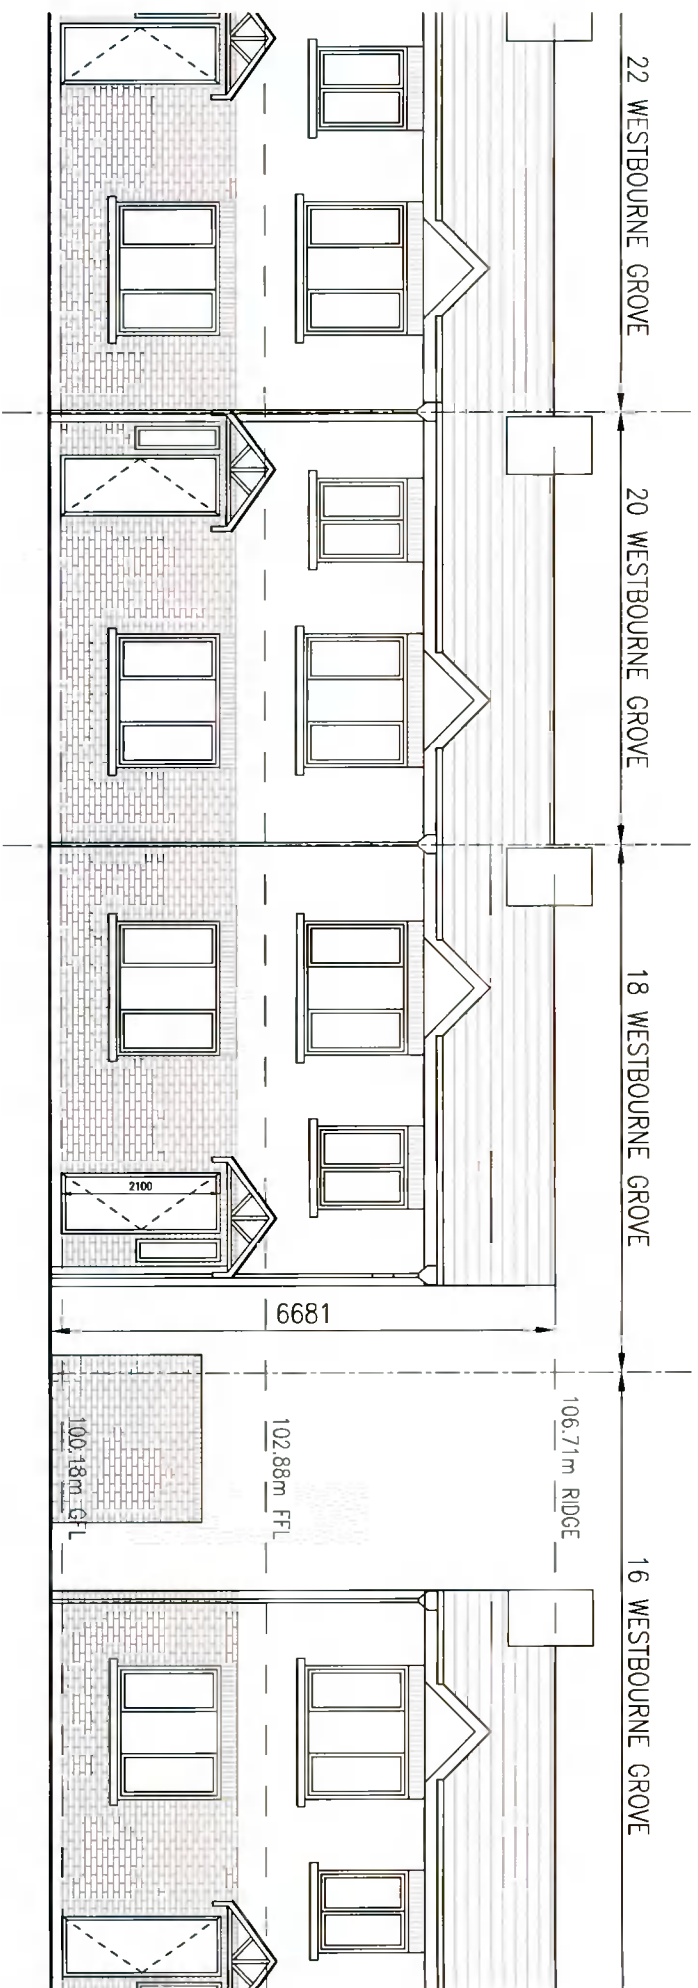 22 WESTBOURNE GROVE
20 WESTBOURNE GROVE
18 WESTBOURNE GROVE
16 WESTBOURNE GROVE
106.71m RIDGE
102.88m FFL
100.18m GFL
6681
2100